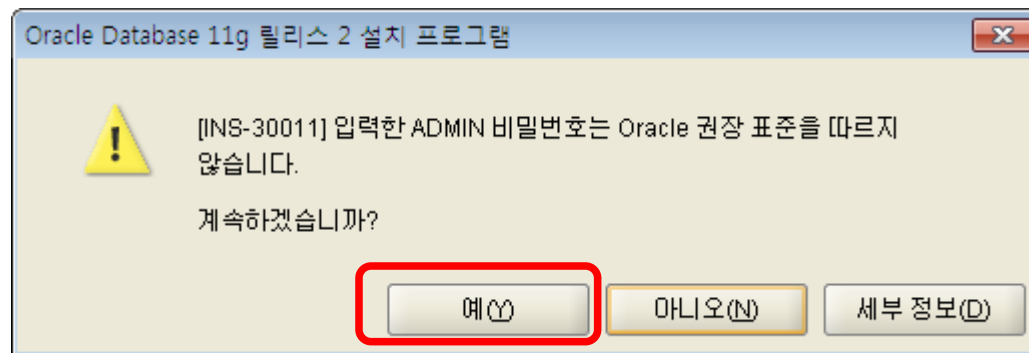 Oracle Database 11g 릴리스 2 설치 프로그램
[INS-30011] 입력한 ADMIN 비밀번호는 Oracle 권장 표준을 따르지
않습니다.
계속하겠습니까?
예(Y) 아니오(N) 세부 정보(D)